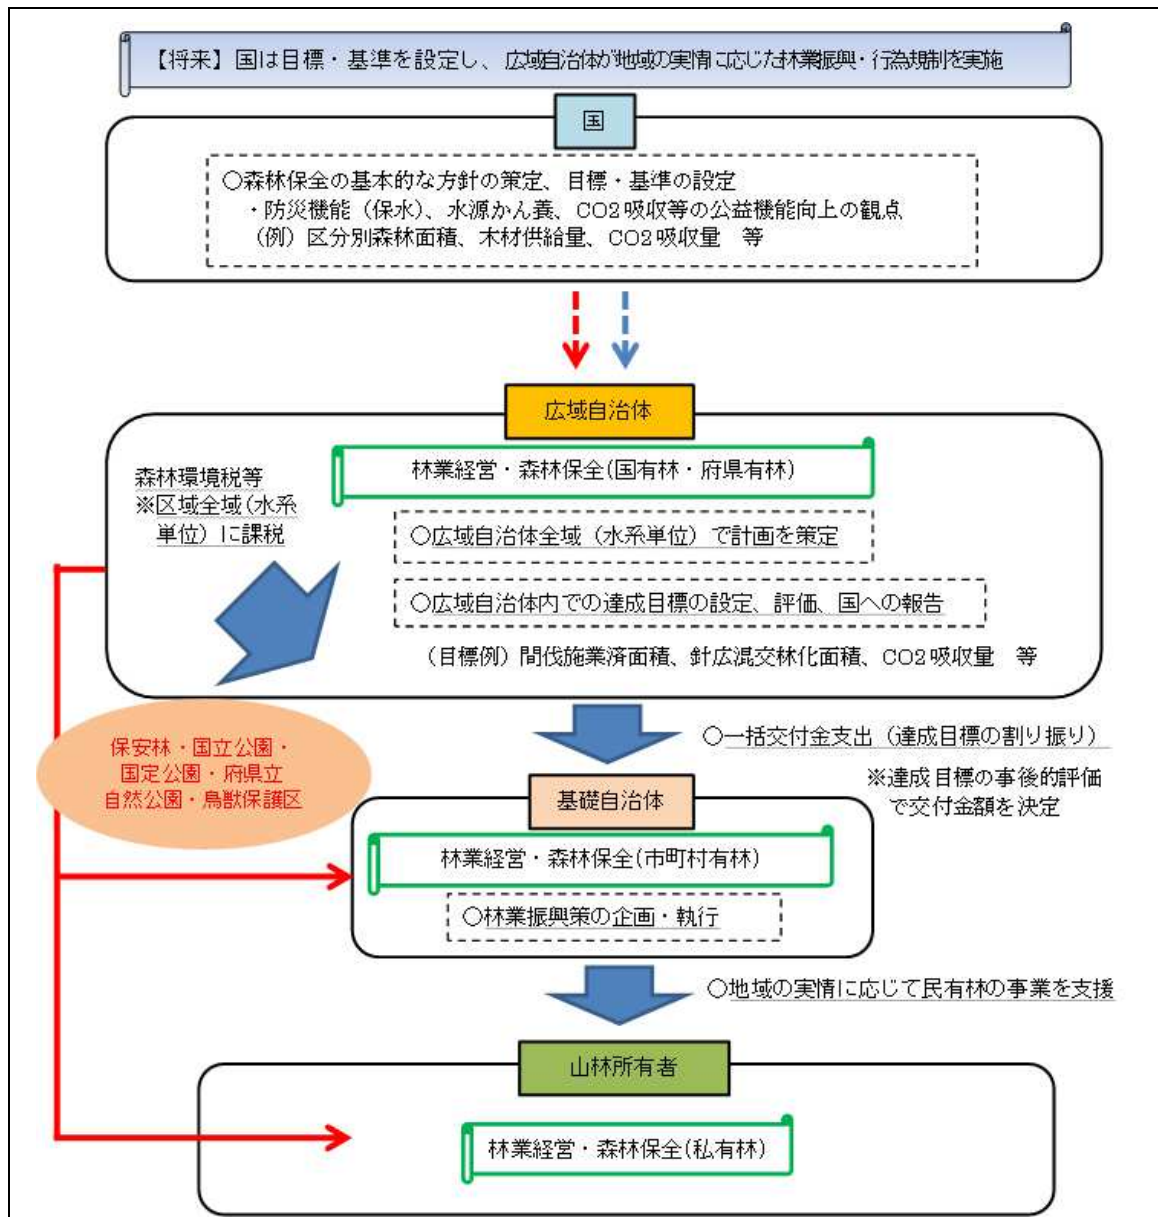 【将来】国は目標・基準を設定し、広域自治体が地域の実情に応じた林業振興・行為規制を実施
国
○森林保全の基本的な方針の策定、目標・基準の設定
・防災機能（保水）、水源かん養、CO2吸収等の公益機能向上の観点
（例）区分別森林面積、木材供給量、CO2吸収量　等
広域自治体
林業経営・森林保全(国有林・府県有林)
森林環境税等
※区域全域(水系
単位）に課税
○広域自治体全域（水系単位）で計画を策定
○広域自治体内での達成目標の設定、評価、国への報告
（目標例）間伐施業済面積、針広混交林化面積、CO2吸収量　等
保安林・国立公園・
国定公園・府県立
自然公園・鳥獣保護区
○一括交付金支出（達成目標の割り振り）
※達成目標の事後的評価
で交付金額を決定
基礎自治体
林業経営・森林保全(市町村有林)
○林業振興策の企画・執行
○地域の実情に応じて民有林の事業を支援
山林所有者
林業経営・森林保全(私有林)